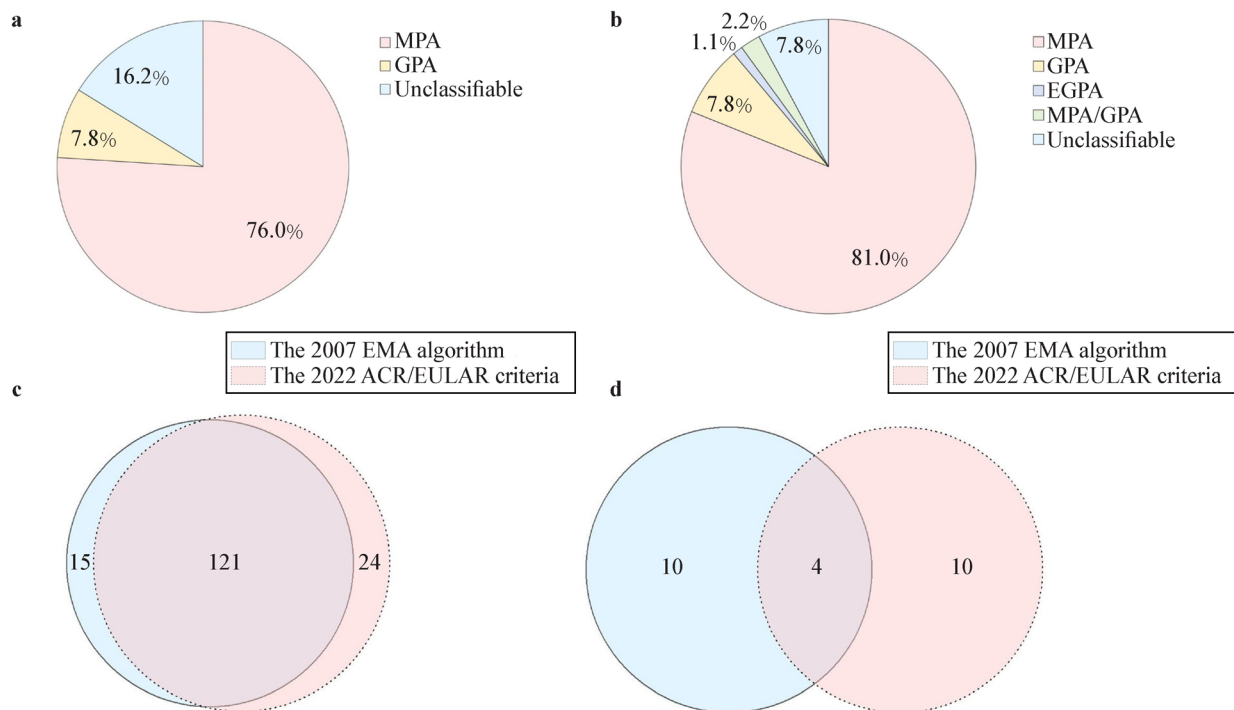 a
MPA
GPA
Unclassifiable
16.2%
7.8%
76.0%
b
2.2%
1.1%
7.8%
7.8%
81.0%
MPA
GPA
EGPA
MPA/GPA
Unclassifiable
The 2007 EMA algorithm
The 2022 ACR/EULAR criteria
c
15
121
24
The 2007 EMA algorithm
The 2022 ACR/EULAR criteria
d
10
4
10